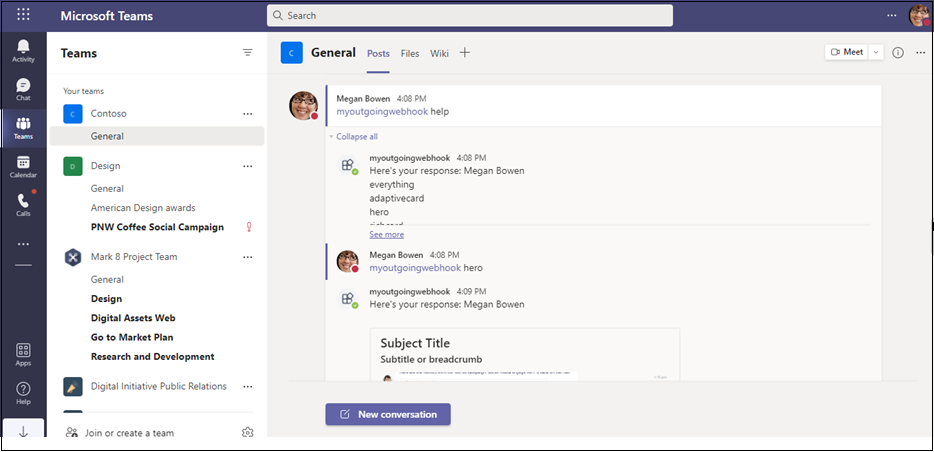 Microsoft Teams
Search
Activity
Chat
Teams
Calendar
Calls
Apps
Help
Teams
Your teams
C Contoso
General
D Design
General
American Design awards
PNW Coffee Social Campaign
Mark 8 Project Team
General
Design
Digital Assets Web
Go to Market Plan
Research and Development
Digital Initiative Public Relations
Join or create a team
C General Posts Files Wiki
Meet
Megan Bowen 4:08 PM
myoutgoingwebhook help
Collapse all
myoutgoingwebhook 4:08 PM
Here's your response: Megan Bowen
everything
adaptivecard
hero
See more
Megan Bowen 4:08 PM
myoutgoingwebhook hero
myoutgoingwebhook 4:09 PM
Here's your response: Megan Bowen
Subject Title
Subtitle or breadcrumb
New conversation